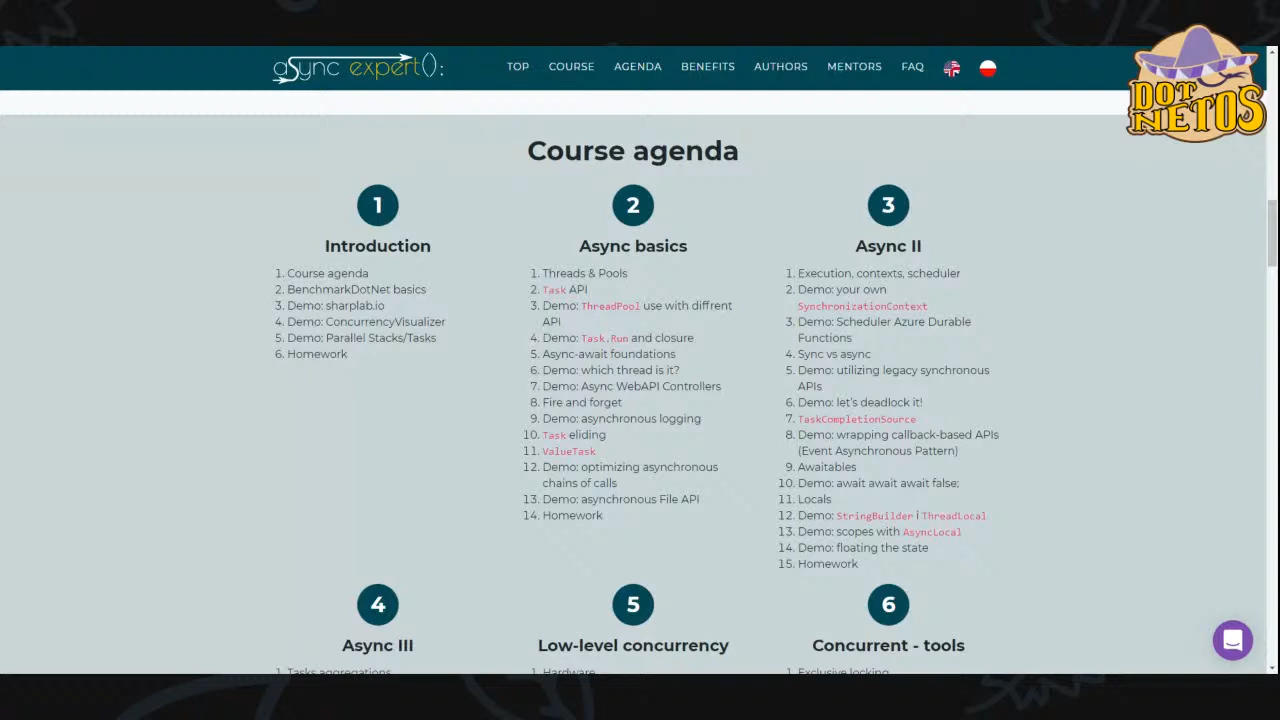 async expert();
TOP COURSE AGENDA BENEFITS AUTHORS MENTORS FAQ
DOT
NETOS
Course agenda
1
Introduction
1. Course agenda
2. BenchmarkDotNet basics
3. Demo: sharplab.io
4. Demo: ConcurrencyVisualizer
5. Demo: Parallel Stacks/Tasks
6. Homework
2
Async basics
1. Threads & Pools
2. Task API
3. Demo: ThreadPool use with diffrent
API
4. Demo: Task.Run and closure
5. Async-await foundations
6. Demo: which thread is it?
7. Demo: Async WebAPI Controllers
8. Fire and forget
9. Demo: asynchronous logging
10. Task eliding
11. ValueTask
12. Demo: optimizing asynchronous
chains of calls
13. Demo: asynchronous File API
14. Homework
3
Async II
1. Execution, contexts, scheduler
2. Demo: your own
SynchronizationContext
3. Demo: Scheduler Azure Durable
Functions
4. Sync vs async
5. Demo: utilizing legacy synchronous
APIs
6. Demo: let's deadlock it!
7. TaskCompletionSource
8. Demo: wrapping callback-based APIs
(Event Asynchronous Pattern)
9. Awaitables
10. Demo: await await await false;
11. Locals
12. Demo: StringBuilder i ThreadLocal
13. Demo: scopes with AsyncLocal
14. Demo: floating the state
15. Homework
4
Async III
1. Tasks aggregations
5
Low-level concurrency
1. Hardware
6
Concurrent - tools
1. Exclusive locking